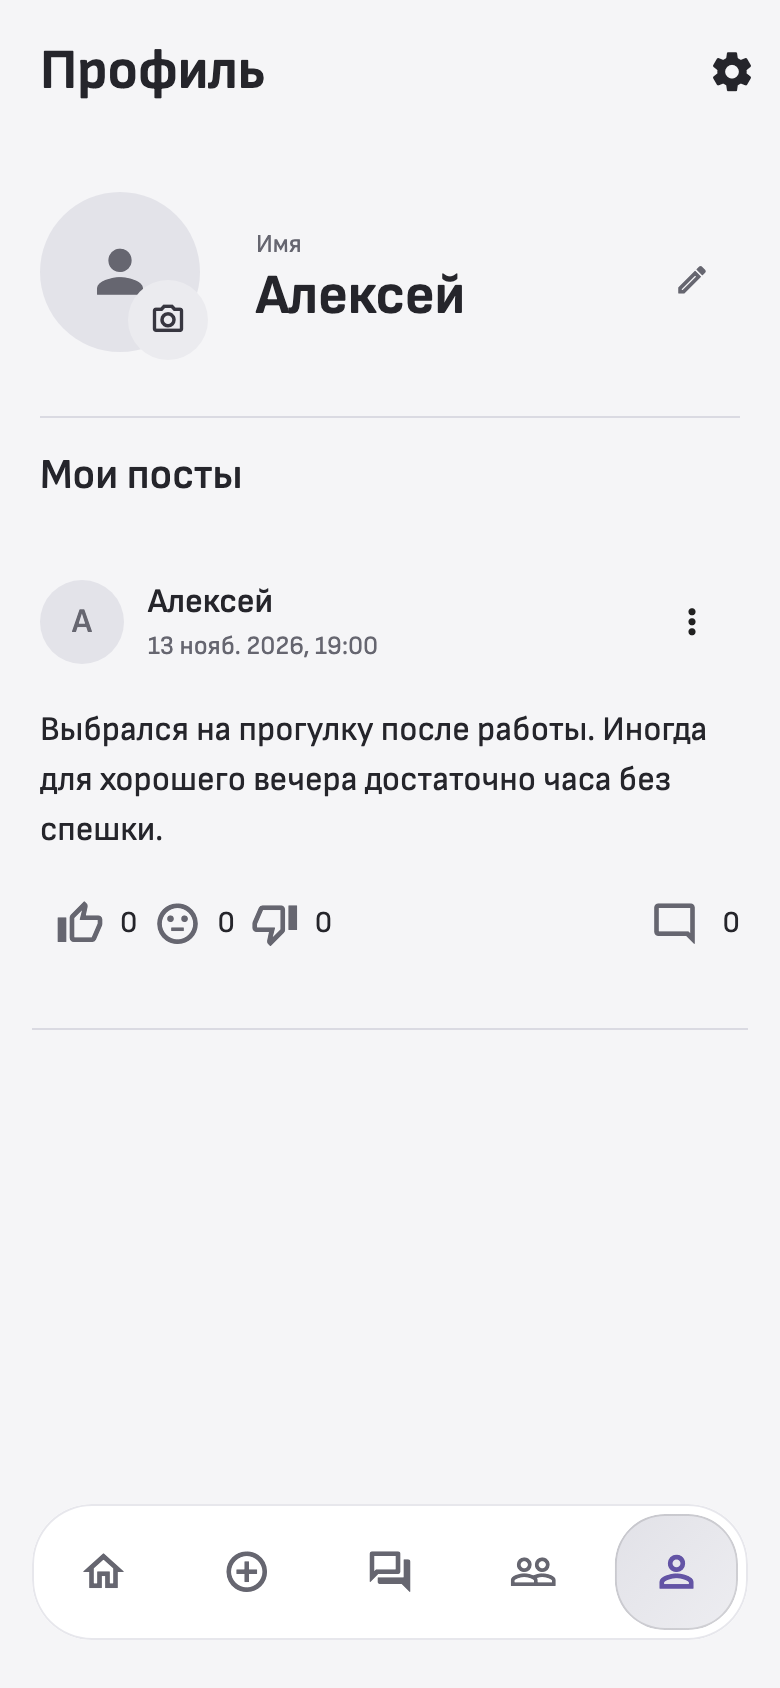 Профиль
Имя
Алексей
Мои посты
А
Алексей
13 нояб. 2026, 19:00
Выбрался на прогулку после работы. Иногда
для хорошего вечера достаточно часа без
спешки.
0 0 0 0